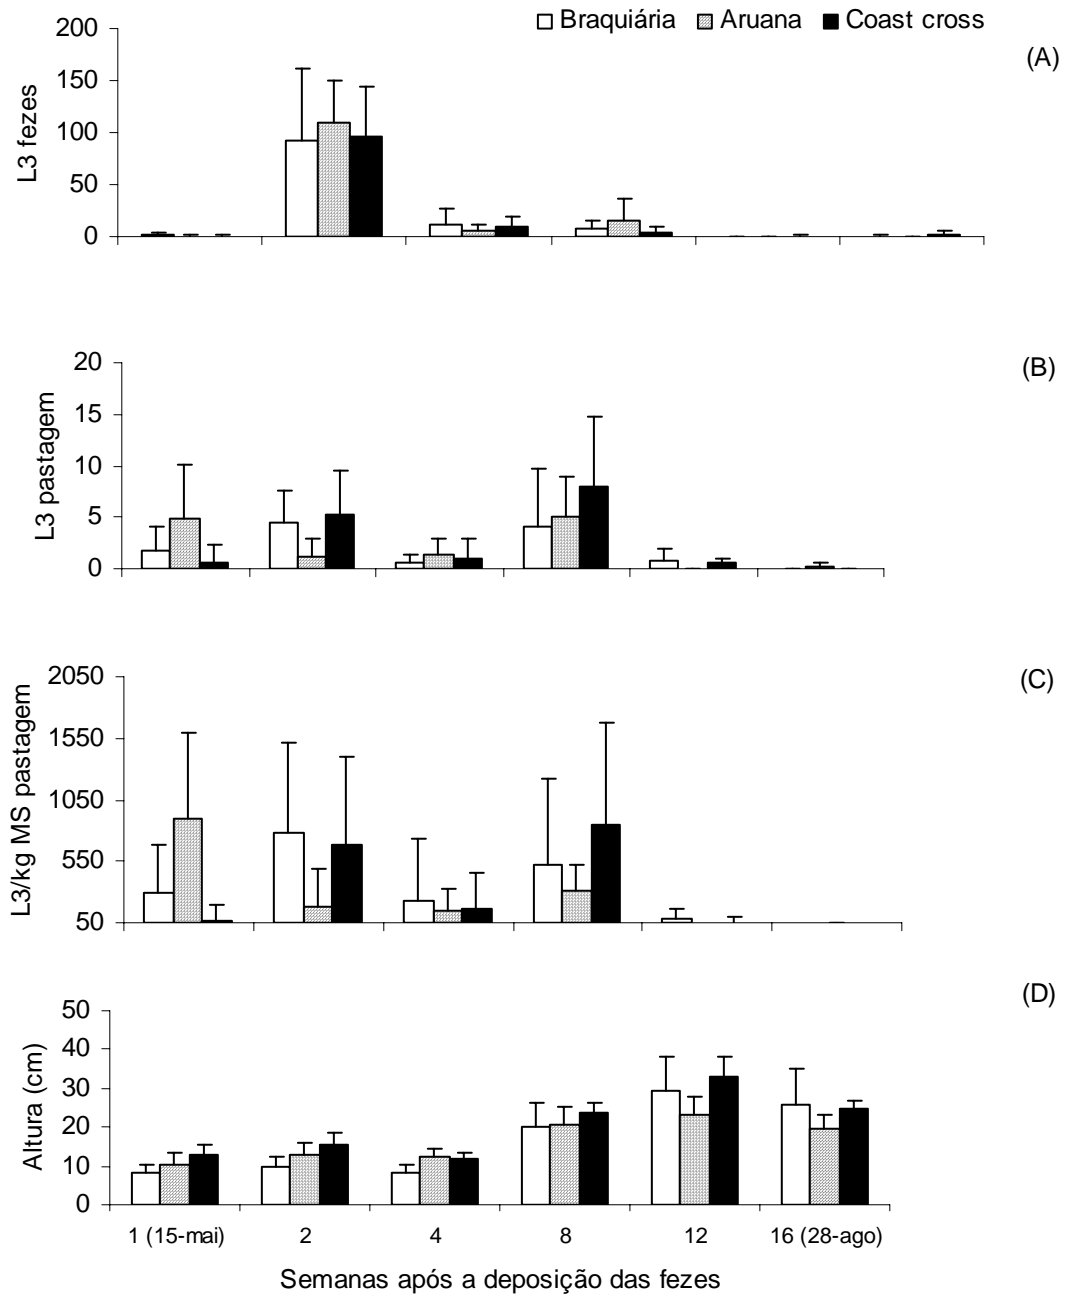 Braquiária Aruana Coast cross
(A)
L3 fezes
200
150
100
50
0
(B)
L3 pastagem
20
15
10
5
0
(C)
L3/kg MS pastagem
2050
1550
1050
550
50
(D)
Altura (cm)
50
40
30
20
10
0
1 (15-mai) 2 4 8 12 16 (28-ago)
Semanas após a deposição das fezes